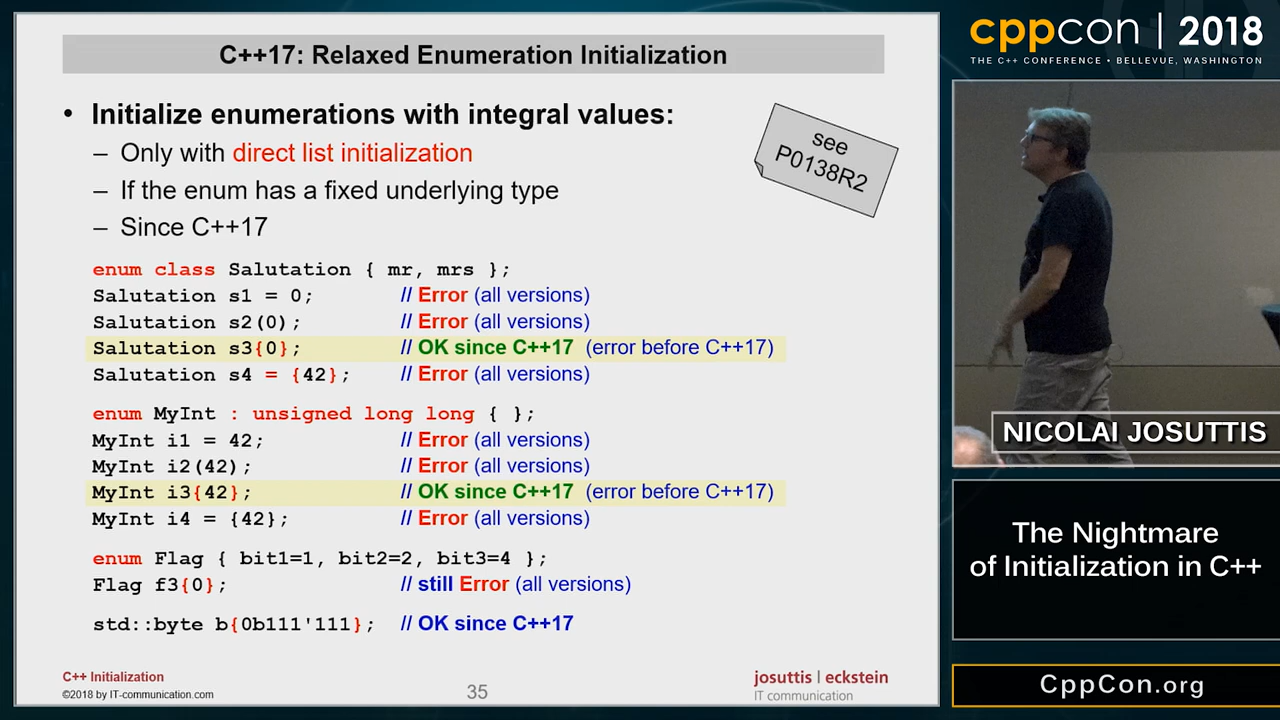 C++17: Relaxed Enumeration Initialization
• Initialize enumerations with integral values:
– Only with direct list initialization
– If the enum has a fixed underlying type
– Since C++17
see
P0138R2
enum class Salutation { mr, mrs };
Salutation s1 = 0; // Error (all versions)
Salutation s2(0); // Error (all versions)
Salutation s3{0}; // OK since C++17 (error before C++17)
Salutation s4 = {42}; // Error (all versions)
enum MyInt : unsigned long long { };
MyInt i1 = 42; // Error (all versions)
MyInt i2(42); // Error (all versions)
MyInt i3{42}; // OK since C++17 (error before C++17)
MyInt i4 = {42}; // Error (all versions)
enum Flag { bit1=1, bit2=2, bit3=4 };
Flag f3{0}; // still Error (all versions)
std::byte b{0b111'111}; // OK since C++17
C++ Initialization
©2018 by IT-communication.com
35
josuttis | eckstein
IT communication
cppcon | 2018
THE C++ CONFERENCE • BELLEVUE, WASHINGTON
NICOLAI JOSUTTIS
The Nightmare
of Initialization in C++
CppCon.org